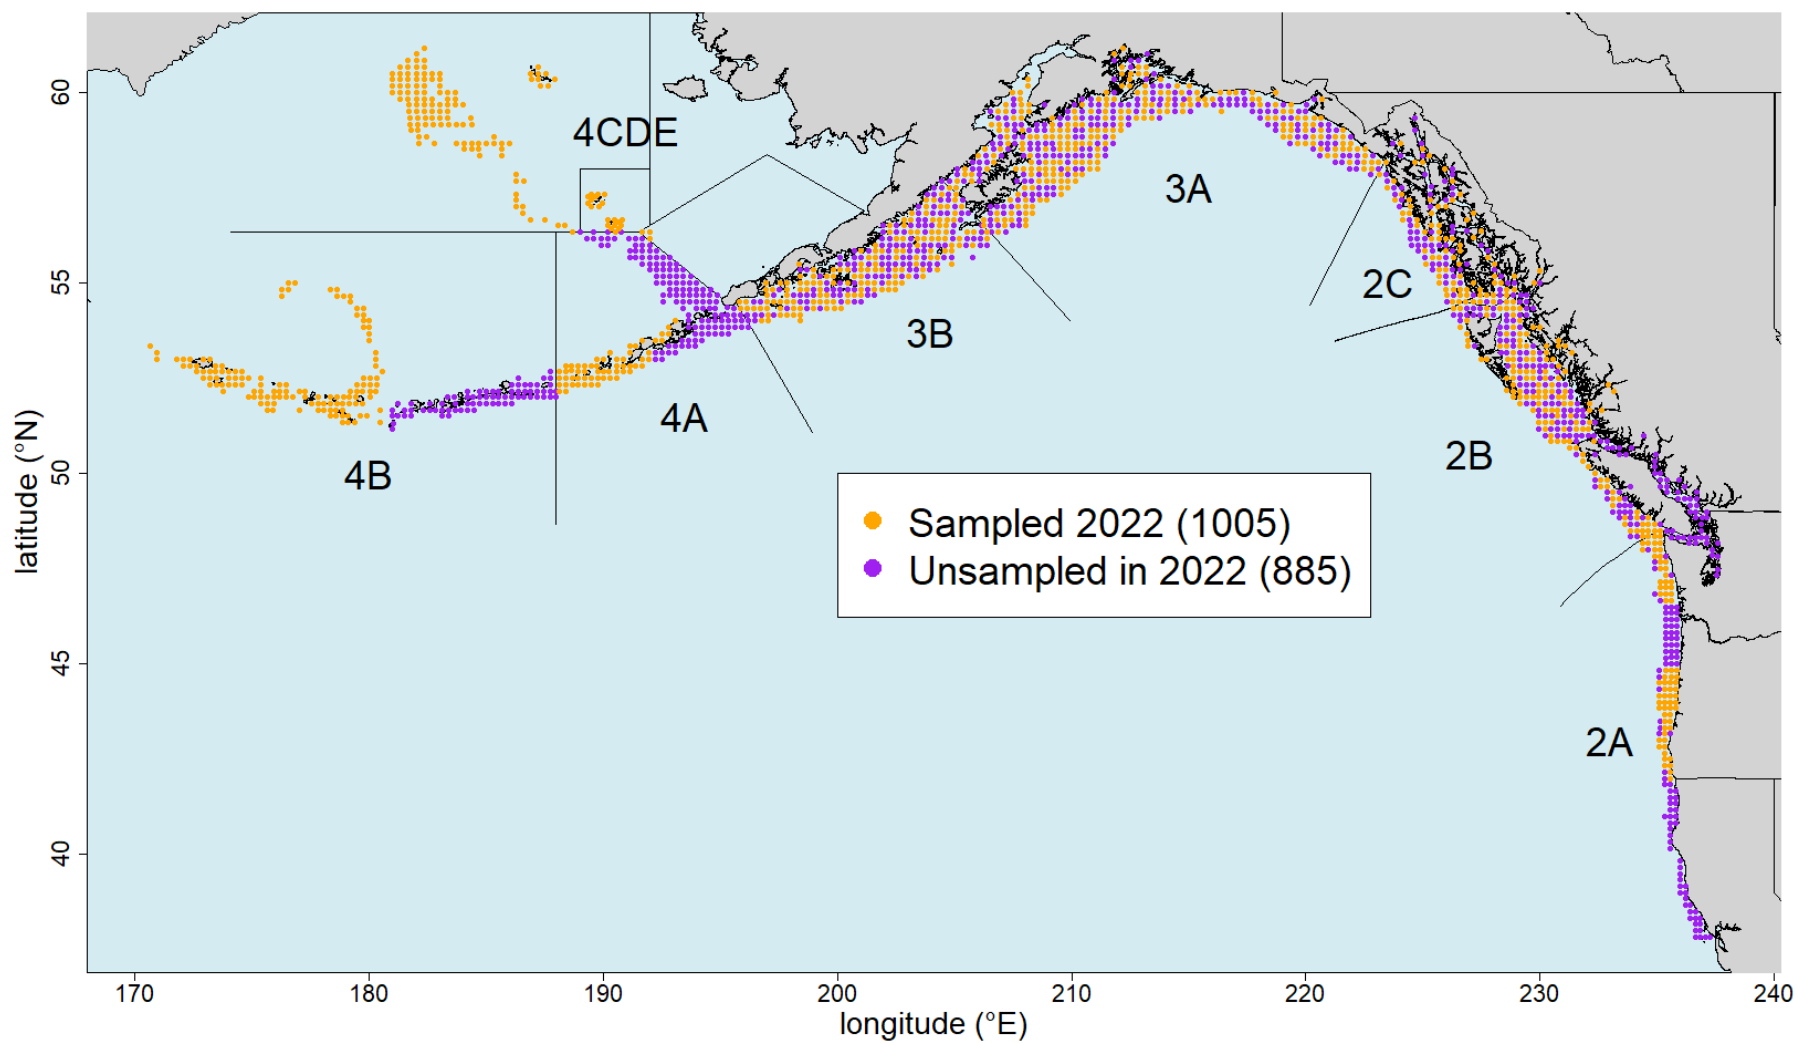 4CDE
3A
2C
3B
4A
2B
4B
2A
Sampled 2022 (1005)
Unsampled in 2022 (885)
latitude (°N)
60
55
50
45
40
170 180 190 200 210 220 230 240
longitude (°E)